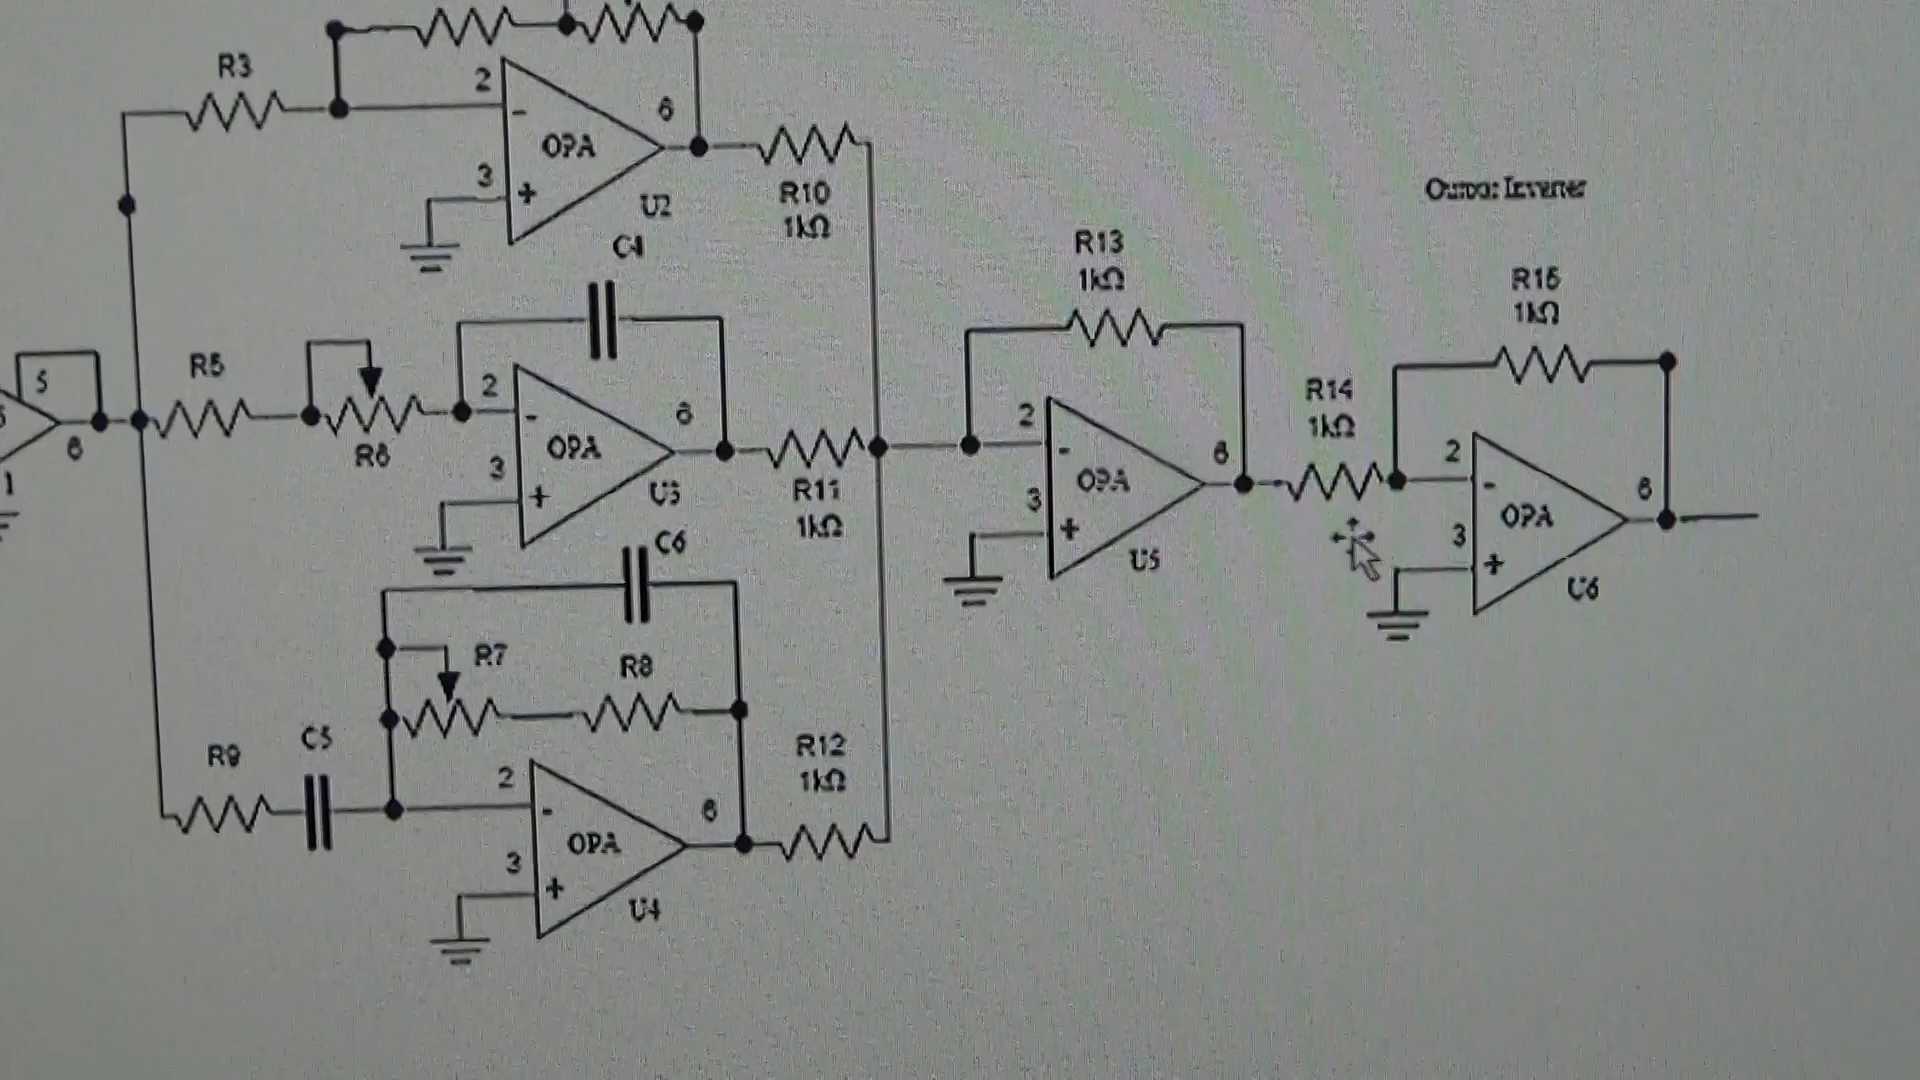 R3
2
6
OPA
3
+
U2
R10
1kΩ
C4
Output Inverter
R13
1kΩ
R15
1kΩ
5
R5
2
6
R6
OPA
3
+
U3
R11
1kΩ
6
1
R14
1kΩ
2
6
OPA
3
+
U5
2
6
OPA
3
+
U6
C6
R7
R8
R9
C5
2
6
OPA
3
+
U4
R12
1kΩ